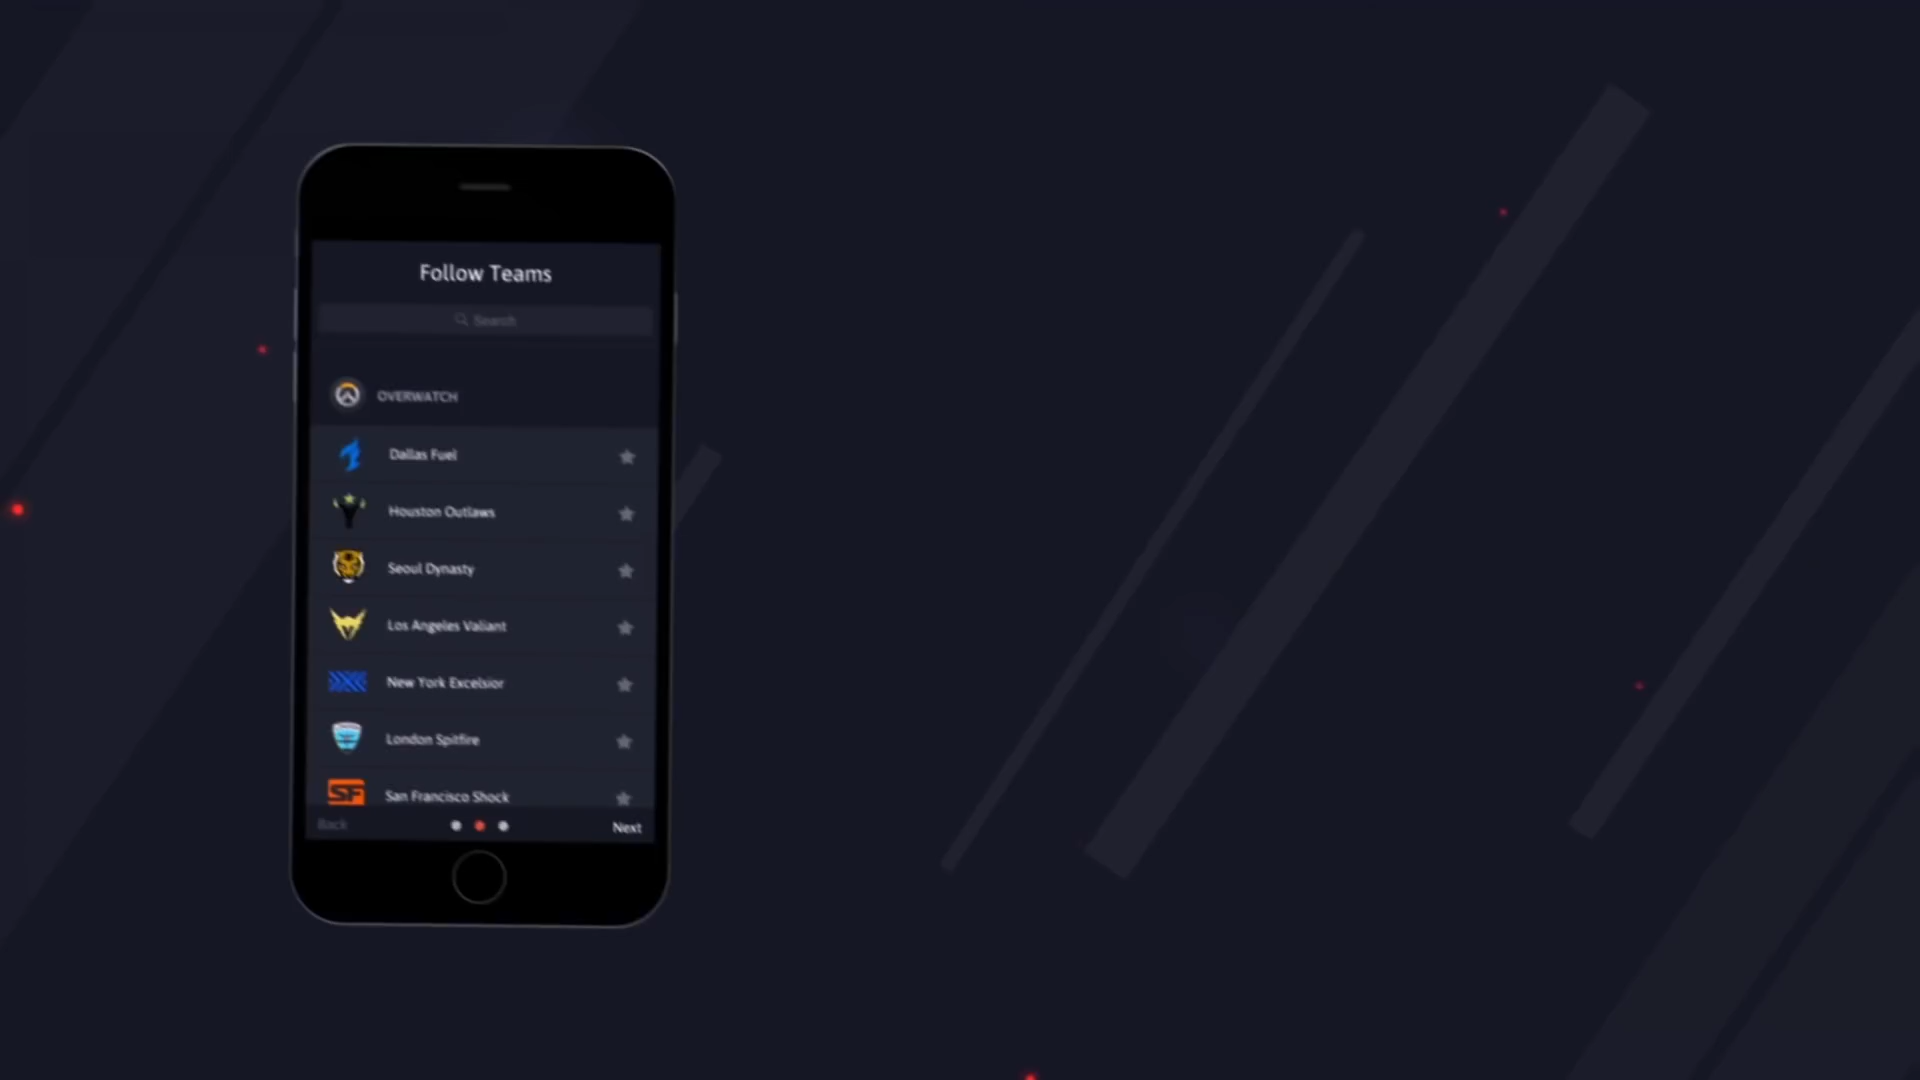 Follow Teams
Search
OVERWATCH
Dallas Fuel
Houston Outlaws
Seoul Dynasty
Los Angeles Valiant
New York Excelsior
London Spitfire
SF
San Francisco Shock
Back
Next